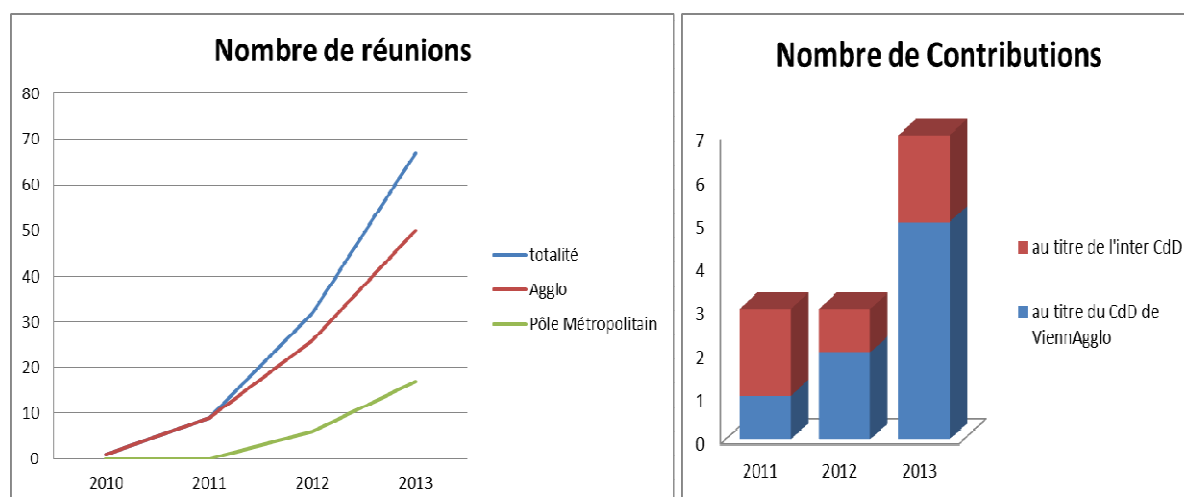 Nombre de réunions
80
70
60
50
40
30
20
10
0
2010 2011 2012 2013
totalité
Agglo
Pôle Métropolitain
Nombre de Contributions
7
6
5
4
3
2
1
0
2011 2012 2013
au titre de l'inter CdD
au titre du CdD de
ViennAgglo